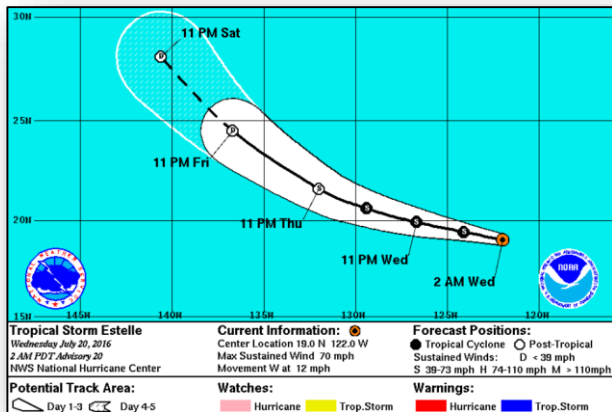 30N
11 PM Sat
D
25N
D
11 PM Fri
S
S
S
S
11 PM Thu
20N
11 PM Wed
2 AM Wed
NOAA
15N
145W
140W
135W
130W
125W
120W
Tropical Storm Estelle
Wednesday July 20, 2016
2 AM PDT Advisory 20
NWS National Hurricane Center
Current Information:
Center Location 19.0 N 122.0 W
Max Sustained Wind 70 mph
Movement W at 12 mph
Forecast Positions:
Tropical Cyclone Post-Tropical
Sustained Winds: D < 39 mph
S 39-73 mph H 74-110 mph M > 110mph
Potential Track Area:
Day 1-3 Day 4-5
Watches:
Hurricane Trop.Storm
Warnings:
Hurricane Trop.Storm